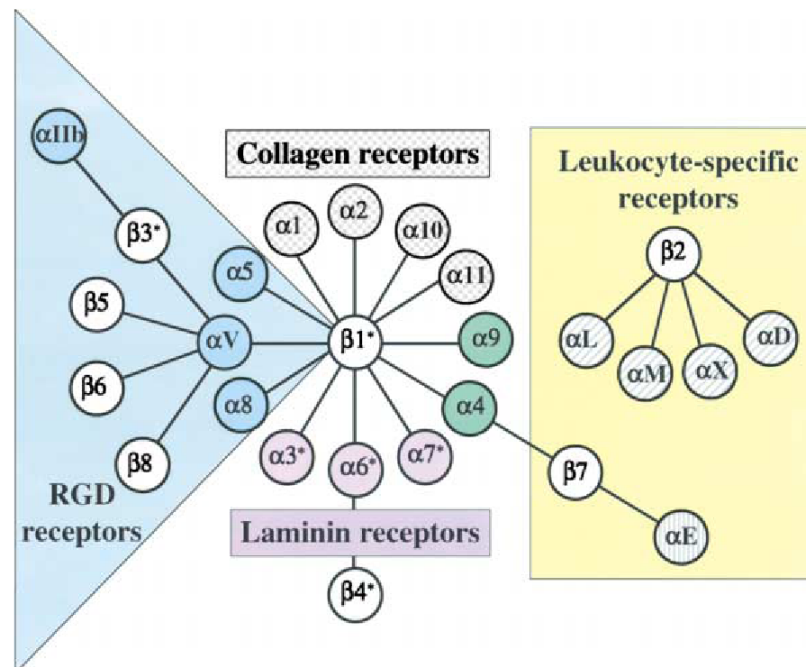 αIIb
β3*
β5
αV
β6
β8
RGD
receptors
Collagen receptors
α1
α2
α10
α11
α5
β1*
α9
α8
α4
α3*
α6*
α7*
Laminin receptors
β4*
Leukocyte-specific
receptors
β2
αL
αM
αX
αD
β7
αE